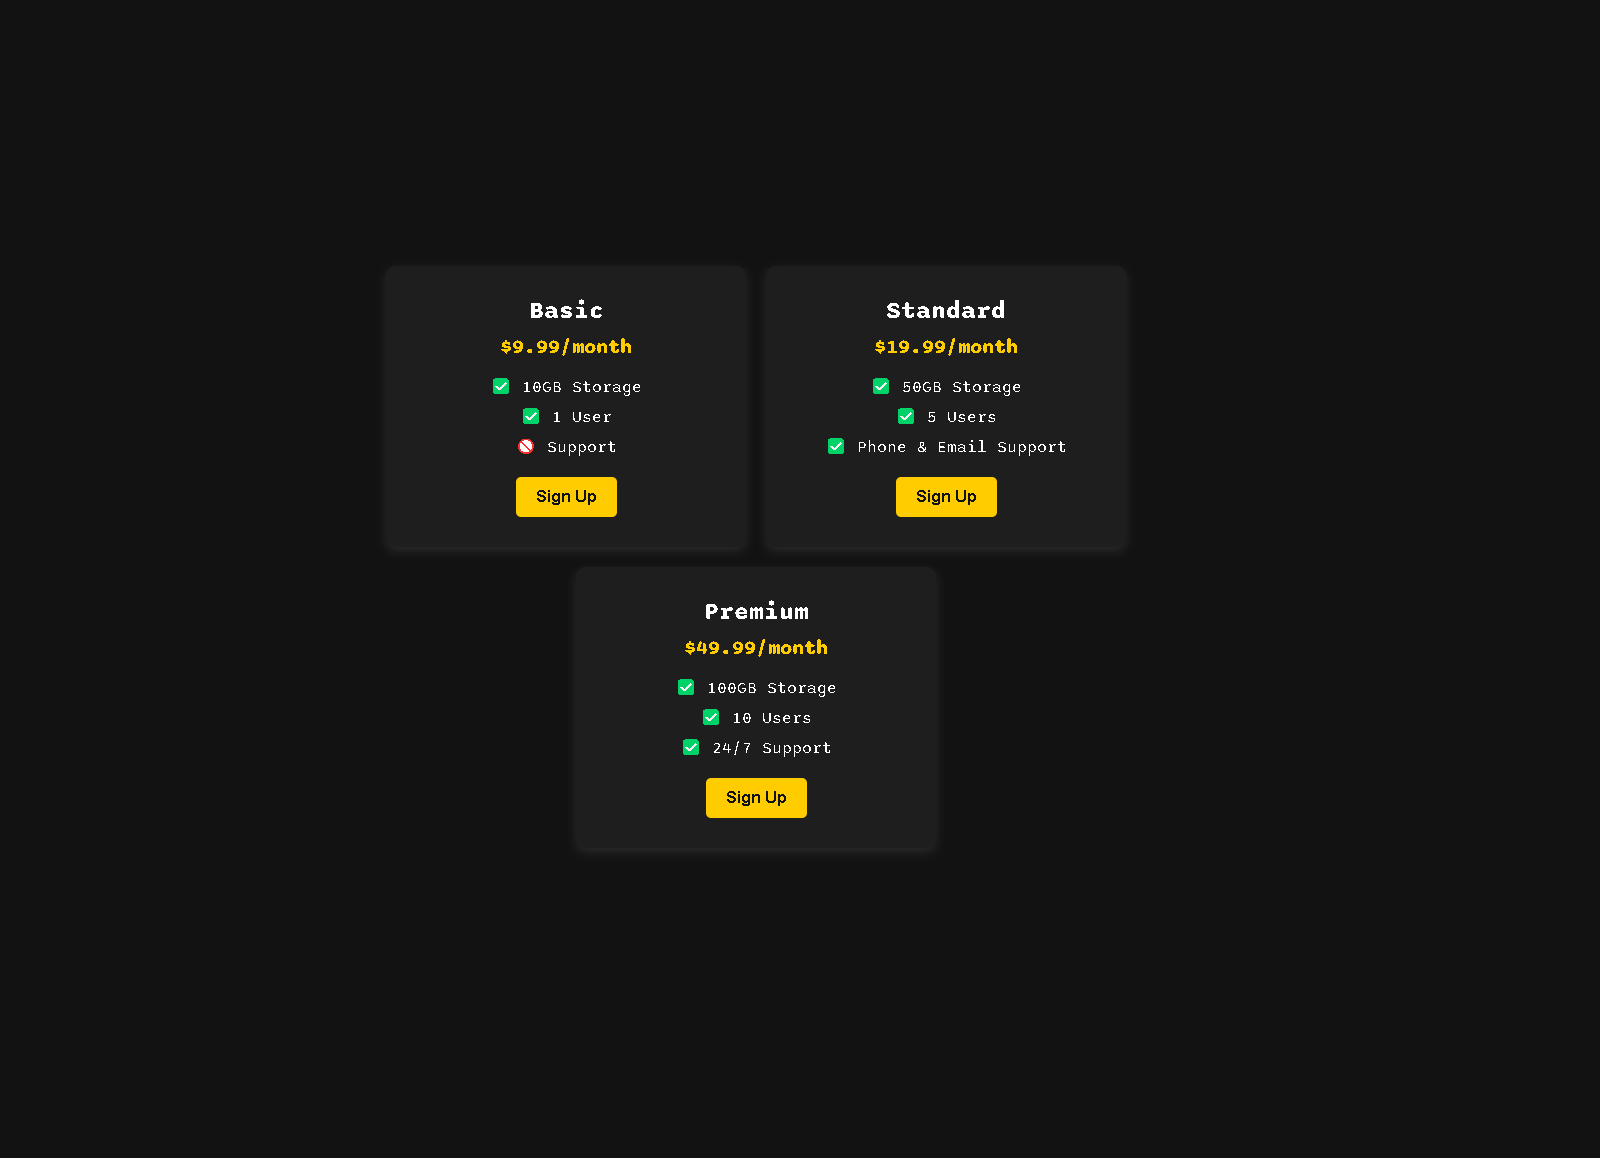 Basic
$9.99/month
✅ 10GB Storage
✅ 1 User
🚫 Support
Sign Up
Standard
$19.99/month
✅ 50GB Storage
✅ 5 Users
✅ Phone & Email Support
Sign Up
Premium
$49.99/month
✅ 100GB Storage
✅ 10 Users
✅ 24/7 Support
Sign Up